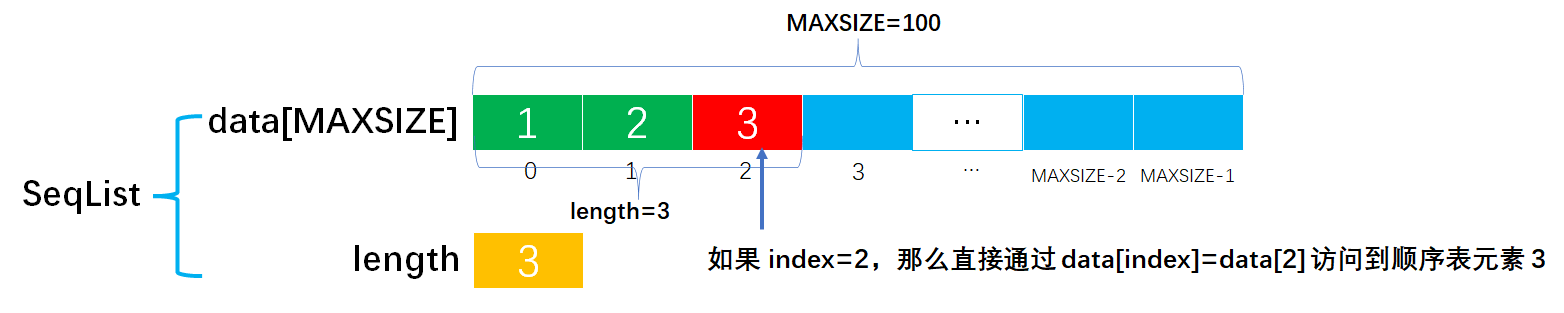 MAXSIZE=100
data[MAXSIZE]
1 2 3 ...
0 1 2 3 ... MAXSIZE-2 MAXSIZE-1
SeqList
length=3
length
3
如果 index=2，那么直接通过 data[index]=data[2] 访问到顺序表元素 3